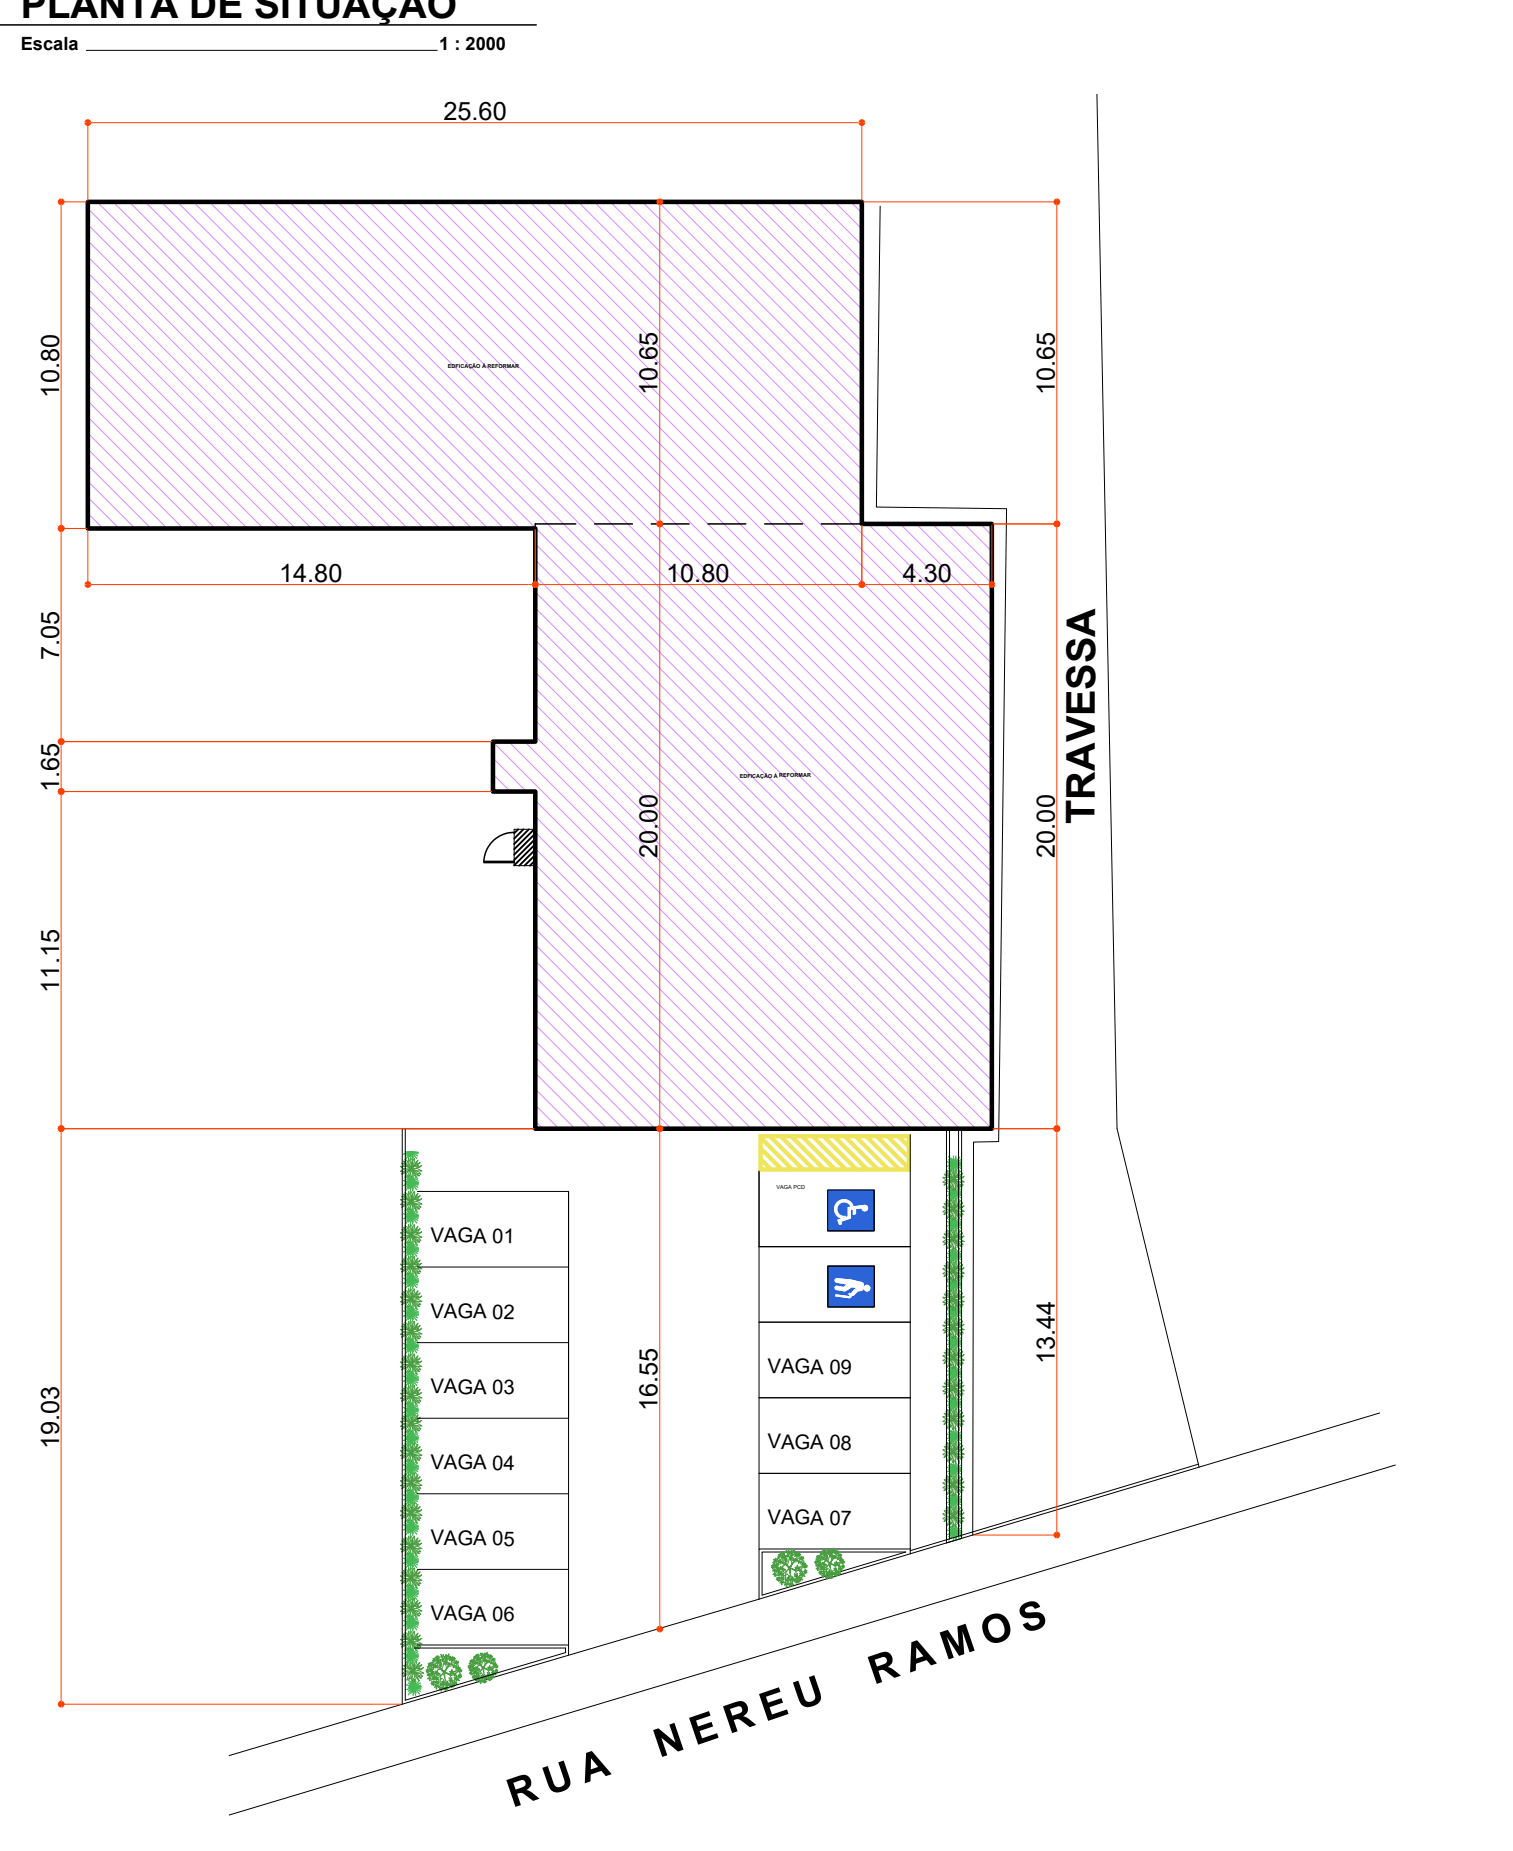 PLANTA DE SITUAÇÃO
Escala 1 : 2000
25.60
10.80
10.65
10.65
EDFICAÇÃO À REFORMAR
14.80
10.80
4.30
7.05
TRAVESSA
1.65
EDFICAÇÃO À REFORMAR
20.00
20.00
11.15
VAGA PCD
VAGA 01
VAGA 02
VAGA 03
VAGA 04
VAGA 05
VAGA 06
VAGA 09
VAGA 08
VAGA 07
13.44
16.55
19.03
RUA NEREU RAMOS